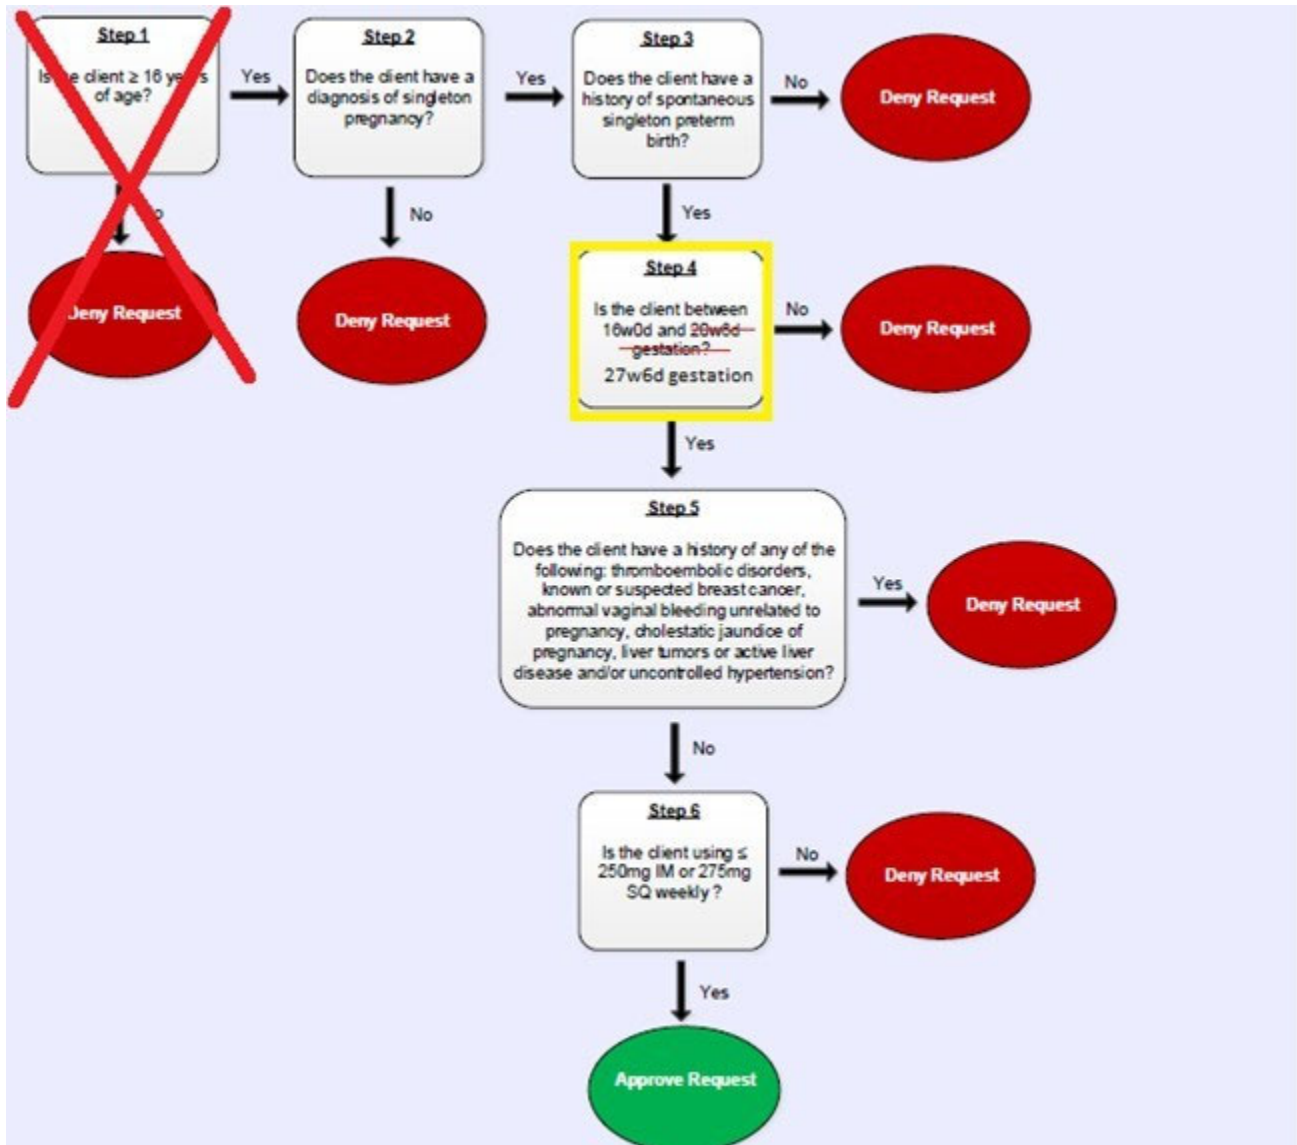 Step 1
Is the client ≥ 16 years
of age?
Yes
No
Deny Request
Step 2
Does the client have a
diagnosis of singleton
pregnancy?
Yes
No
Deny Request
Step 3
Does the client have a
history of spontaneous
singleton preterm
birth?
No
Deny Request
Yes
Step 4
Is the client between
16w0d and 20w6d
gestation?
27w6d gestation
No
Deny Request
Yes
Step 5
Does the client have a history of any of the
following: thromboembolic disorders,
known or suspected breast cancer,
abnormal vaginal bleeding unrelated to
pregnancy, cholestatic jaundice of
pregnancy, liver tumors or active liver
disease and/or uncontrolled hypertension?
Yes
Deny Request
No
Step 6
Is the client using ≤
250mg IM or 275mg
SQ weekly ?
No
Deny Request
Yes
Approve Request